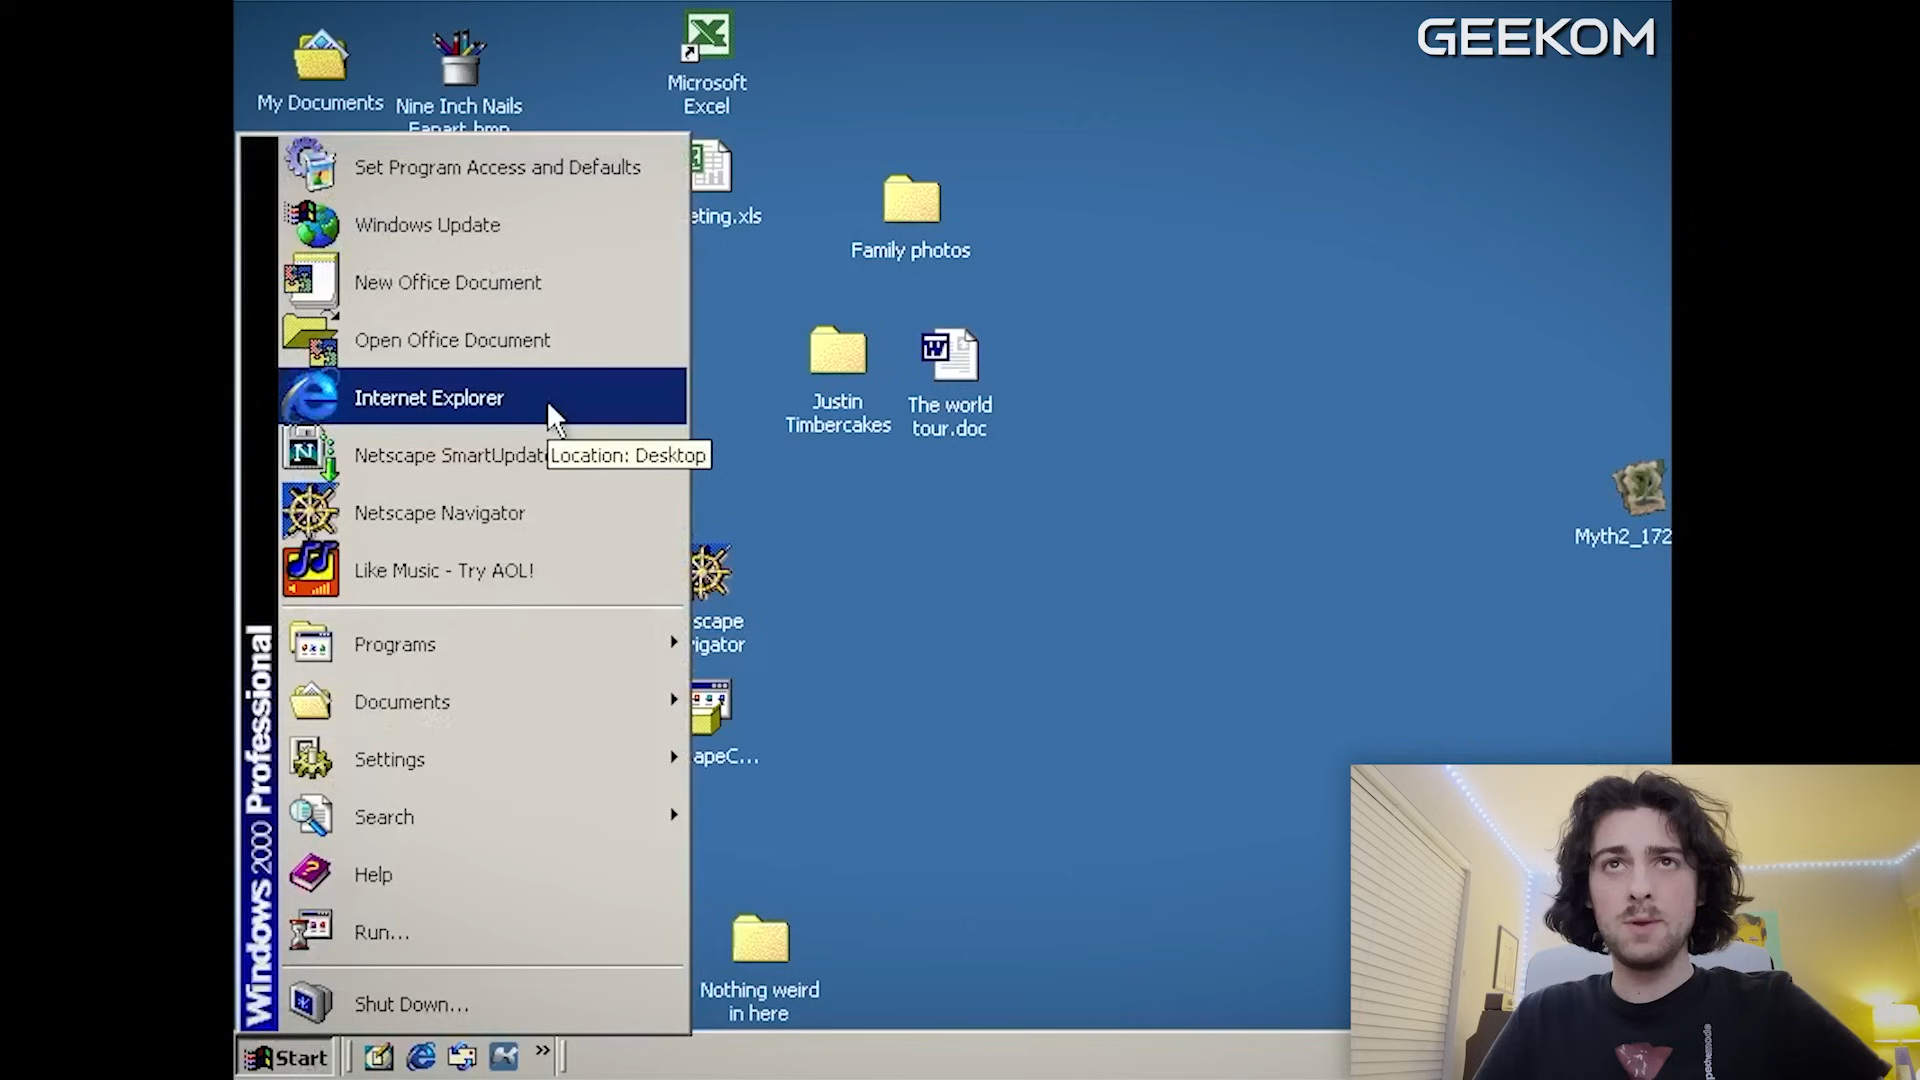 GEEKOM
My Documents
Nine Inch Nails
Fanart.bmp
Microsoft
Excel
eting.xls
Family photos
Justin
Timbercakes
The world
tour.doc
Myth2_172
scape
igator
apeC...
Nothing weird
in here
Set Program Access and Defaults
Windows Update
New Office Document
Open Office Document
Internet Explorer
Netscape SmartUpdat
Location: Desktop
Netscape Navigator
Like Music - Try AOL!
Programs
Documents
Settings
Search
Help
Run...
Shut Down...
Windows 2000 Professional
Start